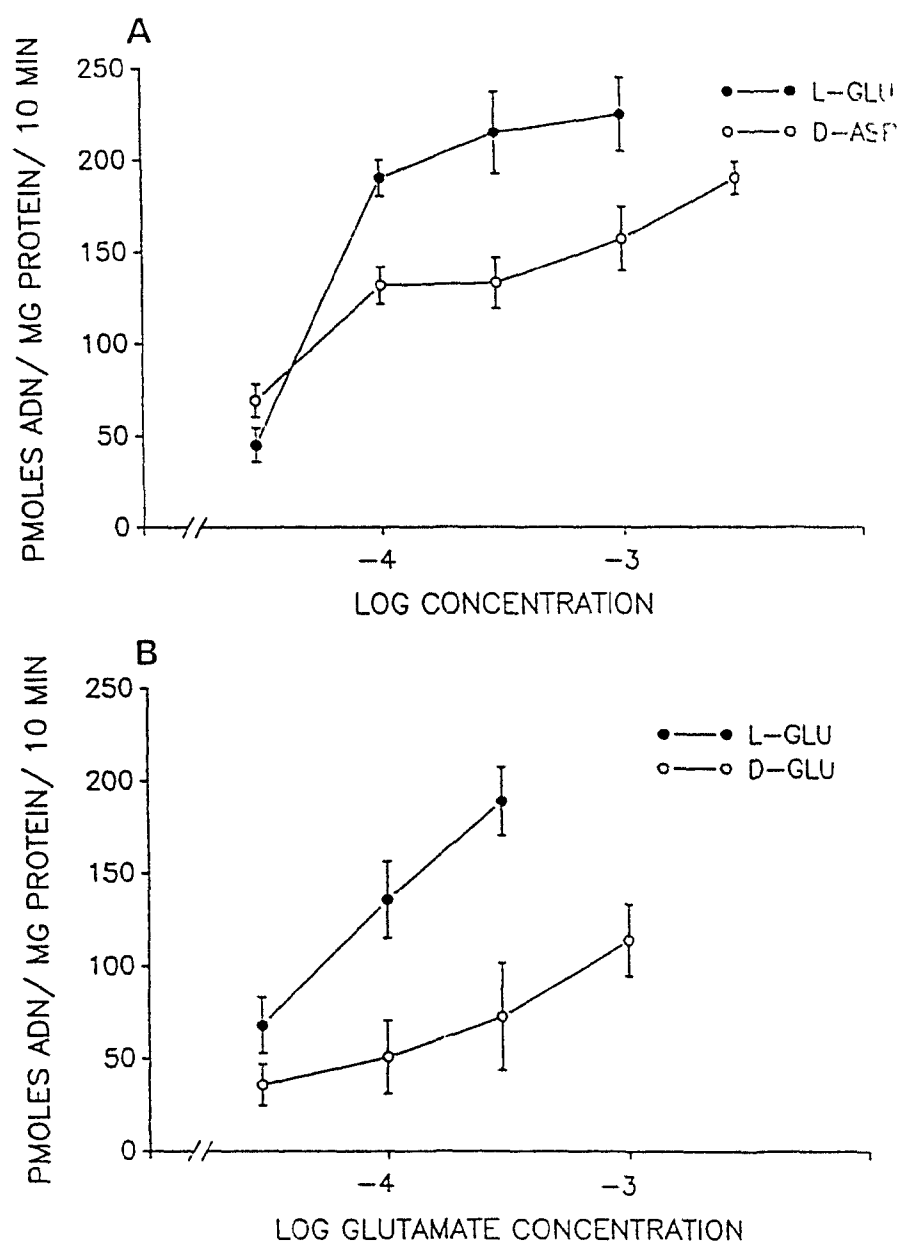 A
PMOLES ADN/ MG PROTEIN/ 10 MIN
250
200
150
100
50
0
L-GLU
-4
-3
LOG CONCENTRATION
B
PMOLES ADN/ MG PROTEIN/ 10 MIN
250
200
150
100
50
0
L-GLU
D-GLU
-4
-3
LOG GLUTAMATE CONCENTRATION